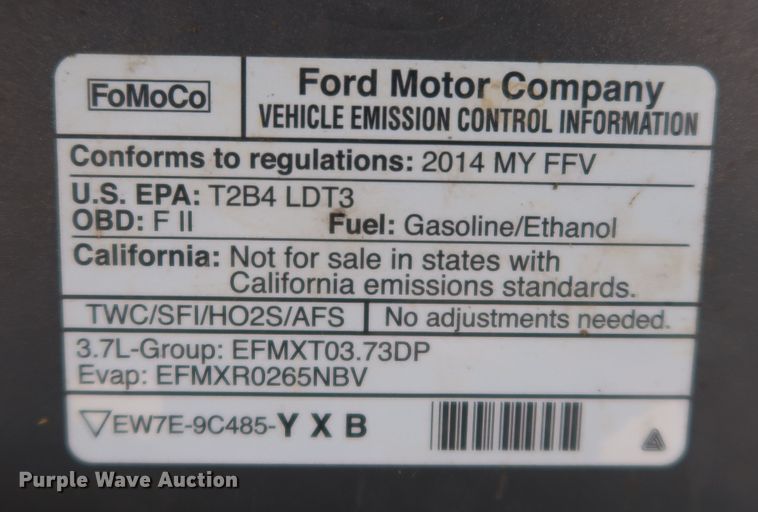 FoMoCo
Ford Motor Company
VEHICLE EMISSION CONTROL INFORMATION
Conforms to regulations: 2014 MY FFV
U.S. EPA: T2B4 LDT3
OBD: F II Fuel: Gasoline/Ethanol
California: Not for sale in states with
California emissions standards.
TWC/SFI/HO2S/AFS No adjustments needed.
3.7L-Group: EFMXT03.73DP
Evap: EFMXR0265NBV
EW7E-9C485-Y X B
Purple Wave Auction